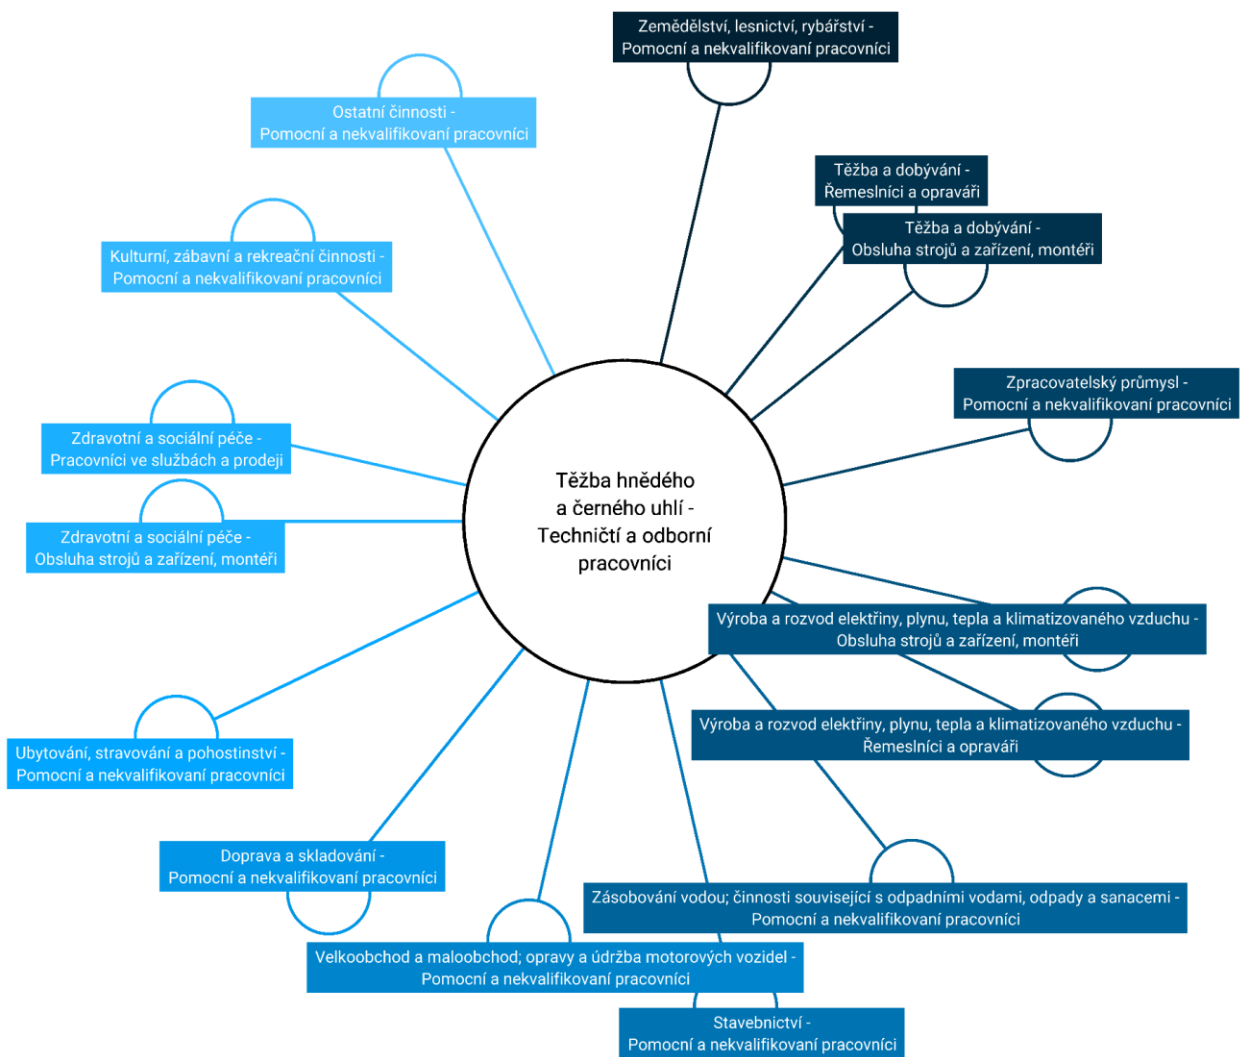 Zemědělství, lesnictví, rybářství -
Pomocní a nekvalifikovaní pracovníci
Ostatní činnosti -
Pomocní a nekvalifikovaní pracovníci
Těžba a dobývání -
Řemeslníci a opraváři
Těžba a dobývání -
Obsluha strojů a zařízení, montéři
Kulturní, zábavní a rekreační činnosti -
Pomocní a nekvalifikovaní pracovníci
Zpracovatelský průmysl -
Pomocní a nekvalifikovaní pracovníci
Zdravotní a sociální péče -
Pracovníci ve službách a prodeji
Těžba hnědého
a černého uhlí -
Techničtí a odborní
pracovníci
Zdravotní a sociální péče -
Obsluha strojů a zařízení, montéři
Výroba a rozvod elektřiny, plynu, tepla a klimatizovaného vzduchu -
Obsluha strojů a zařízení, montéři
Výroba a rozvod elektřiny, plynu, tepla a klimatizovaného vzduchu -
Řemeslníci a opraváři
Ubytování, stravování a pohostinství -
Pomocní a nekvalifikovaní pracovníci
Doprava a skladování -
Pomocní a nekvalifikovaní pracovníci
Zásobování vodou; činnosti související s odpadními vodami, odpady a sanacemi -
Pomocní a nekvalifikovaní pracovníci
Velkoobchod a maloobchod; opravy a údržba motorových vozidel -
Pomocní a nekvalifikovaní pracovníci
Stavebnictví -
Pomocní a nekvalifikovaní pracovníci